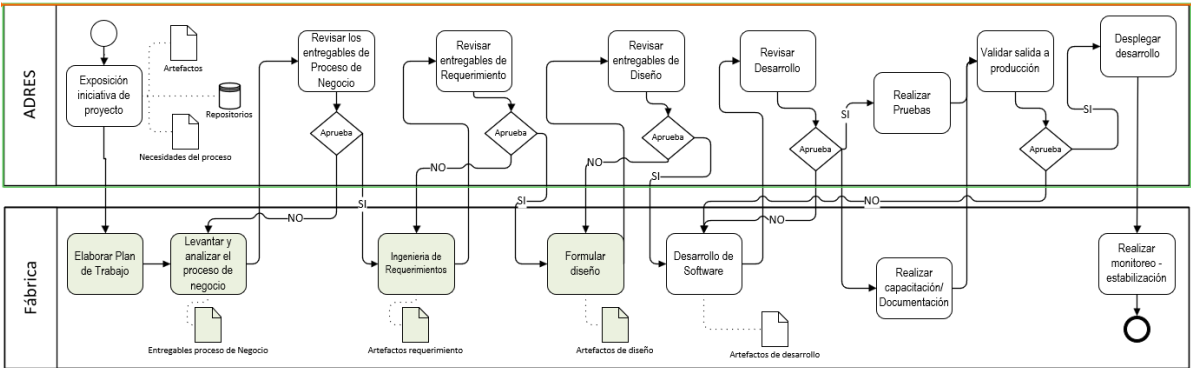 ADRES
Exposición
iniciativa de
proyecto
Artefactos
Repositorios
Necesidades del proceso
Revisar los
entregables de
Proceso de
Negocio
Aprueba
NO
SI
Revisar
entregables de
Requerimiento
Aprueba
NO
SI
Revisar
entregables de
Diseño
Aprueba
NO
SI
Revisar
Desarrollo
Aprueba
SI
NO
Realizar
Pruebas
Validar salida a
producción
Aprueba
SI
NO
Desplegar
desarrollo
Fábrica
Elaborar Plan
de Trabajo
Levantar y
analizar el
proceso de
negocio
Entregables proceso de Negocio
Ingenieria de
Requerimientos
Artefactos requerimiento
Formular
diseño
Artefactos de diseño
Desarrollo de
Software
Artefactos de desarrollo
Realizar
capacitación/
Documentación
Realizar
monitoreo -
estabilización